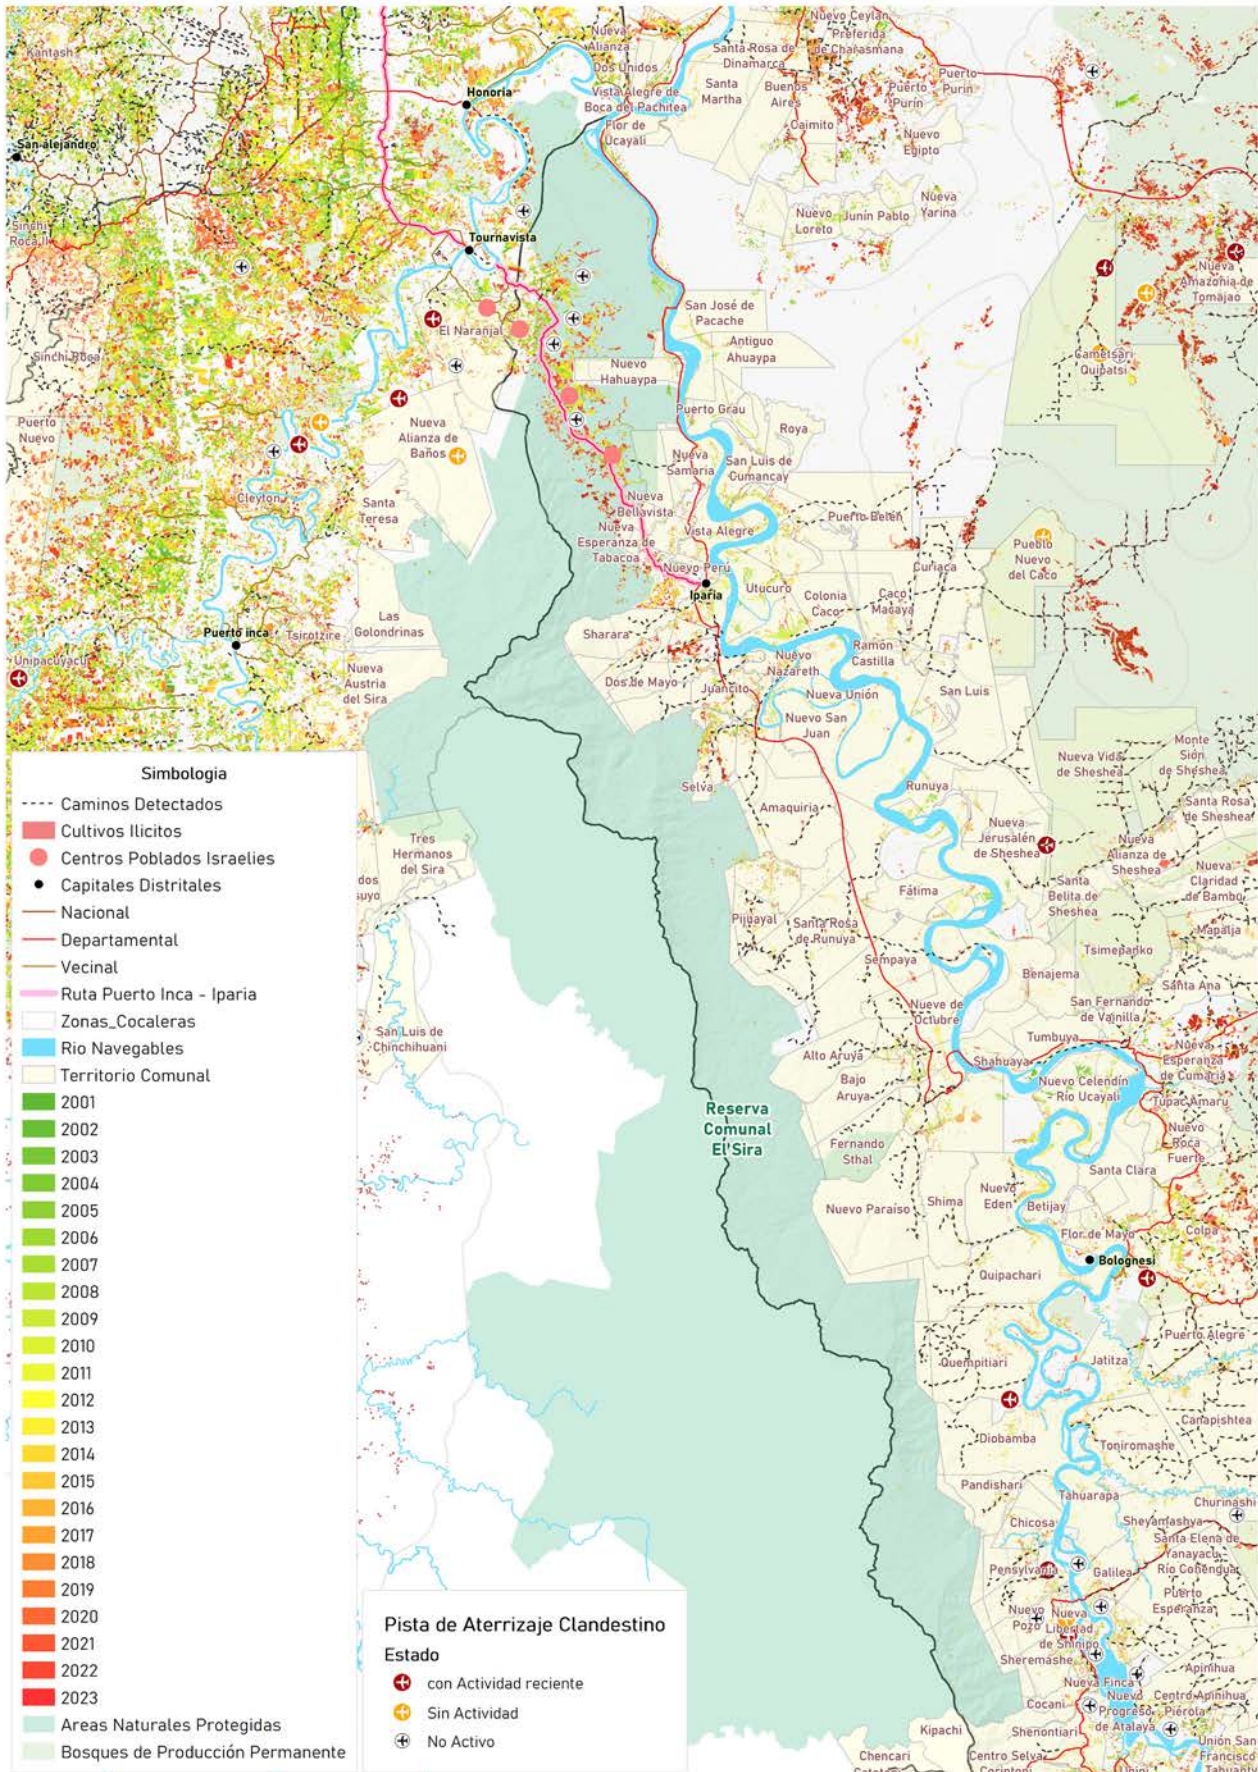 Kantash
Nueva
Alianza
Dos Unidos
Vista Alegre de
Boca del Pachitea
Flor de
Ucayali
Santa Rosa de
Dinamarca
Santa
Martha
Buenos
Aires
Caimito
Nuevo Ceylan
Preferida
de Charasmana
Puerto
Purín
Puerto
Purin
Nuevo
Egipto
Honoria
San alejandro
Nuevo
Loreto
Junín Pablo
Nueva
Yarina
Sinchi
Roca II
Tournavista
Nueva
Amazonia de
Tomajao
El Naranjal
San José de
Pacache
Antiguo
Ahuaypa
Sinchi Roca
Nuevo
Hahuaypa
Cametsari
Quipatsi
Puerto
Nuevo
Nueva
Alianza de
Baños
Puerto Grau
Roya
Nueva
Samaria
San Luis de
Cumancay
Cleyton
Santa
Teresa
Nueva
Bellavista
Nueva
Esperanza de
Tabacoa
Vista Alegre
Puerto Belén
Pueblo
Nuevo
del Caco
Nuevo Perú
Iparia
Utucuro
Colonia
Caco
Caco
Macaya
Curiaca
Puerto inca
Tsirotzire
Las
Golondrinas
Sharara
Ramón
Castilla
Unipacuyacu
Nueva
Austria
del Sira
Dos de Mayo
Juancito
Nuevo
Nazareth
Nueva Unión
San Luis
Nuevo San
Juan
Selva
Amaquiria
Runuya
Nueva Vida
de Sheshea
Monte
Sión
de Sheshea
Santa Rosa
de Sheshea
Nueva
Jerusalén
de Sheshea
Nueva
Alianza de
Sheshea
Nueva
Claridad
de Bambú
Tres
Hermanos
del Sira
dos
suyo
Fátima
Santa
Belita de
Sheshea
Pijuayal
Santa Rosa
de Runuya
Sempaya
Tsimepanko
Mapalja
Benajema
Santa Ana
San Luis de
Chinchihuani
Nueve de
Octubre
San Fernando
de Vainilla
Tumbuya
Alto Aruya
Bajo
Aruya
Shahuaya
Nueva
Esperanza
de Cumaria
Nuevo Celendín
Río Ucayali
Tupac Amaru
Reserva
Comunal
El Sira
Fernando
Sthal
Nuevo
Roca
Fuerte
Santa Clara
Nuevo Paraíso
Shima
Nuevo
Eden
Betijay
Flor de Mayo
Colpa
Bolognesi
Quipachari
Puerto Alegre
Quempitiari
Jatitza
Diobamba
Canapishtea
Toniromashe
Pandishari
Tahuarapa
Churinashi
Chicosa
Sheyamashya
Santa Elena de
Yanayacu
Río Cohengua
Pensylvania
Galilea
Puerto
Esperanza
Nuevo
Pozo
Nueva
Libertad
de Shinipo
Sheremashe
Apinihua
Nueva Finca
Cocani
Nuevo
Progreso
de Atalaya
Centro Apinihua
Piérola
Kipachi
Shenontiari
Unión San
Francisco
Chencari
Centro Selva
Simbologia
Caminos Detectados
Cultivos Ilicitos
Centros Poblados Israelies
Capitales Distritales
Nacional
Departamental
Vecinal
Ruta Puerto Inca - Iparia
Zonas_Cocaleras
Rio Navegables
Territorio Comunal
2001
2002
2003
2004
2005
2006
2007
2008
2009
2010
2011
2012
2013
2014
2015
2016
2017
2018
2019
2020
2021
2022
2023
Areas Naturales Protegidas
Bosques de Producción Permanente
Pista de Aterrizaje Clandestino
Estado
con Actividad reciente
Sin Actividad
No Activo